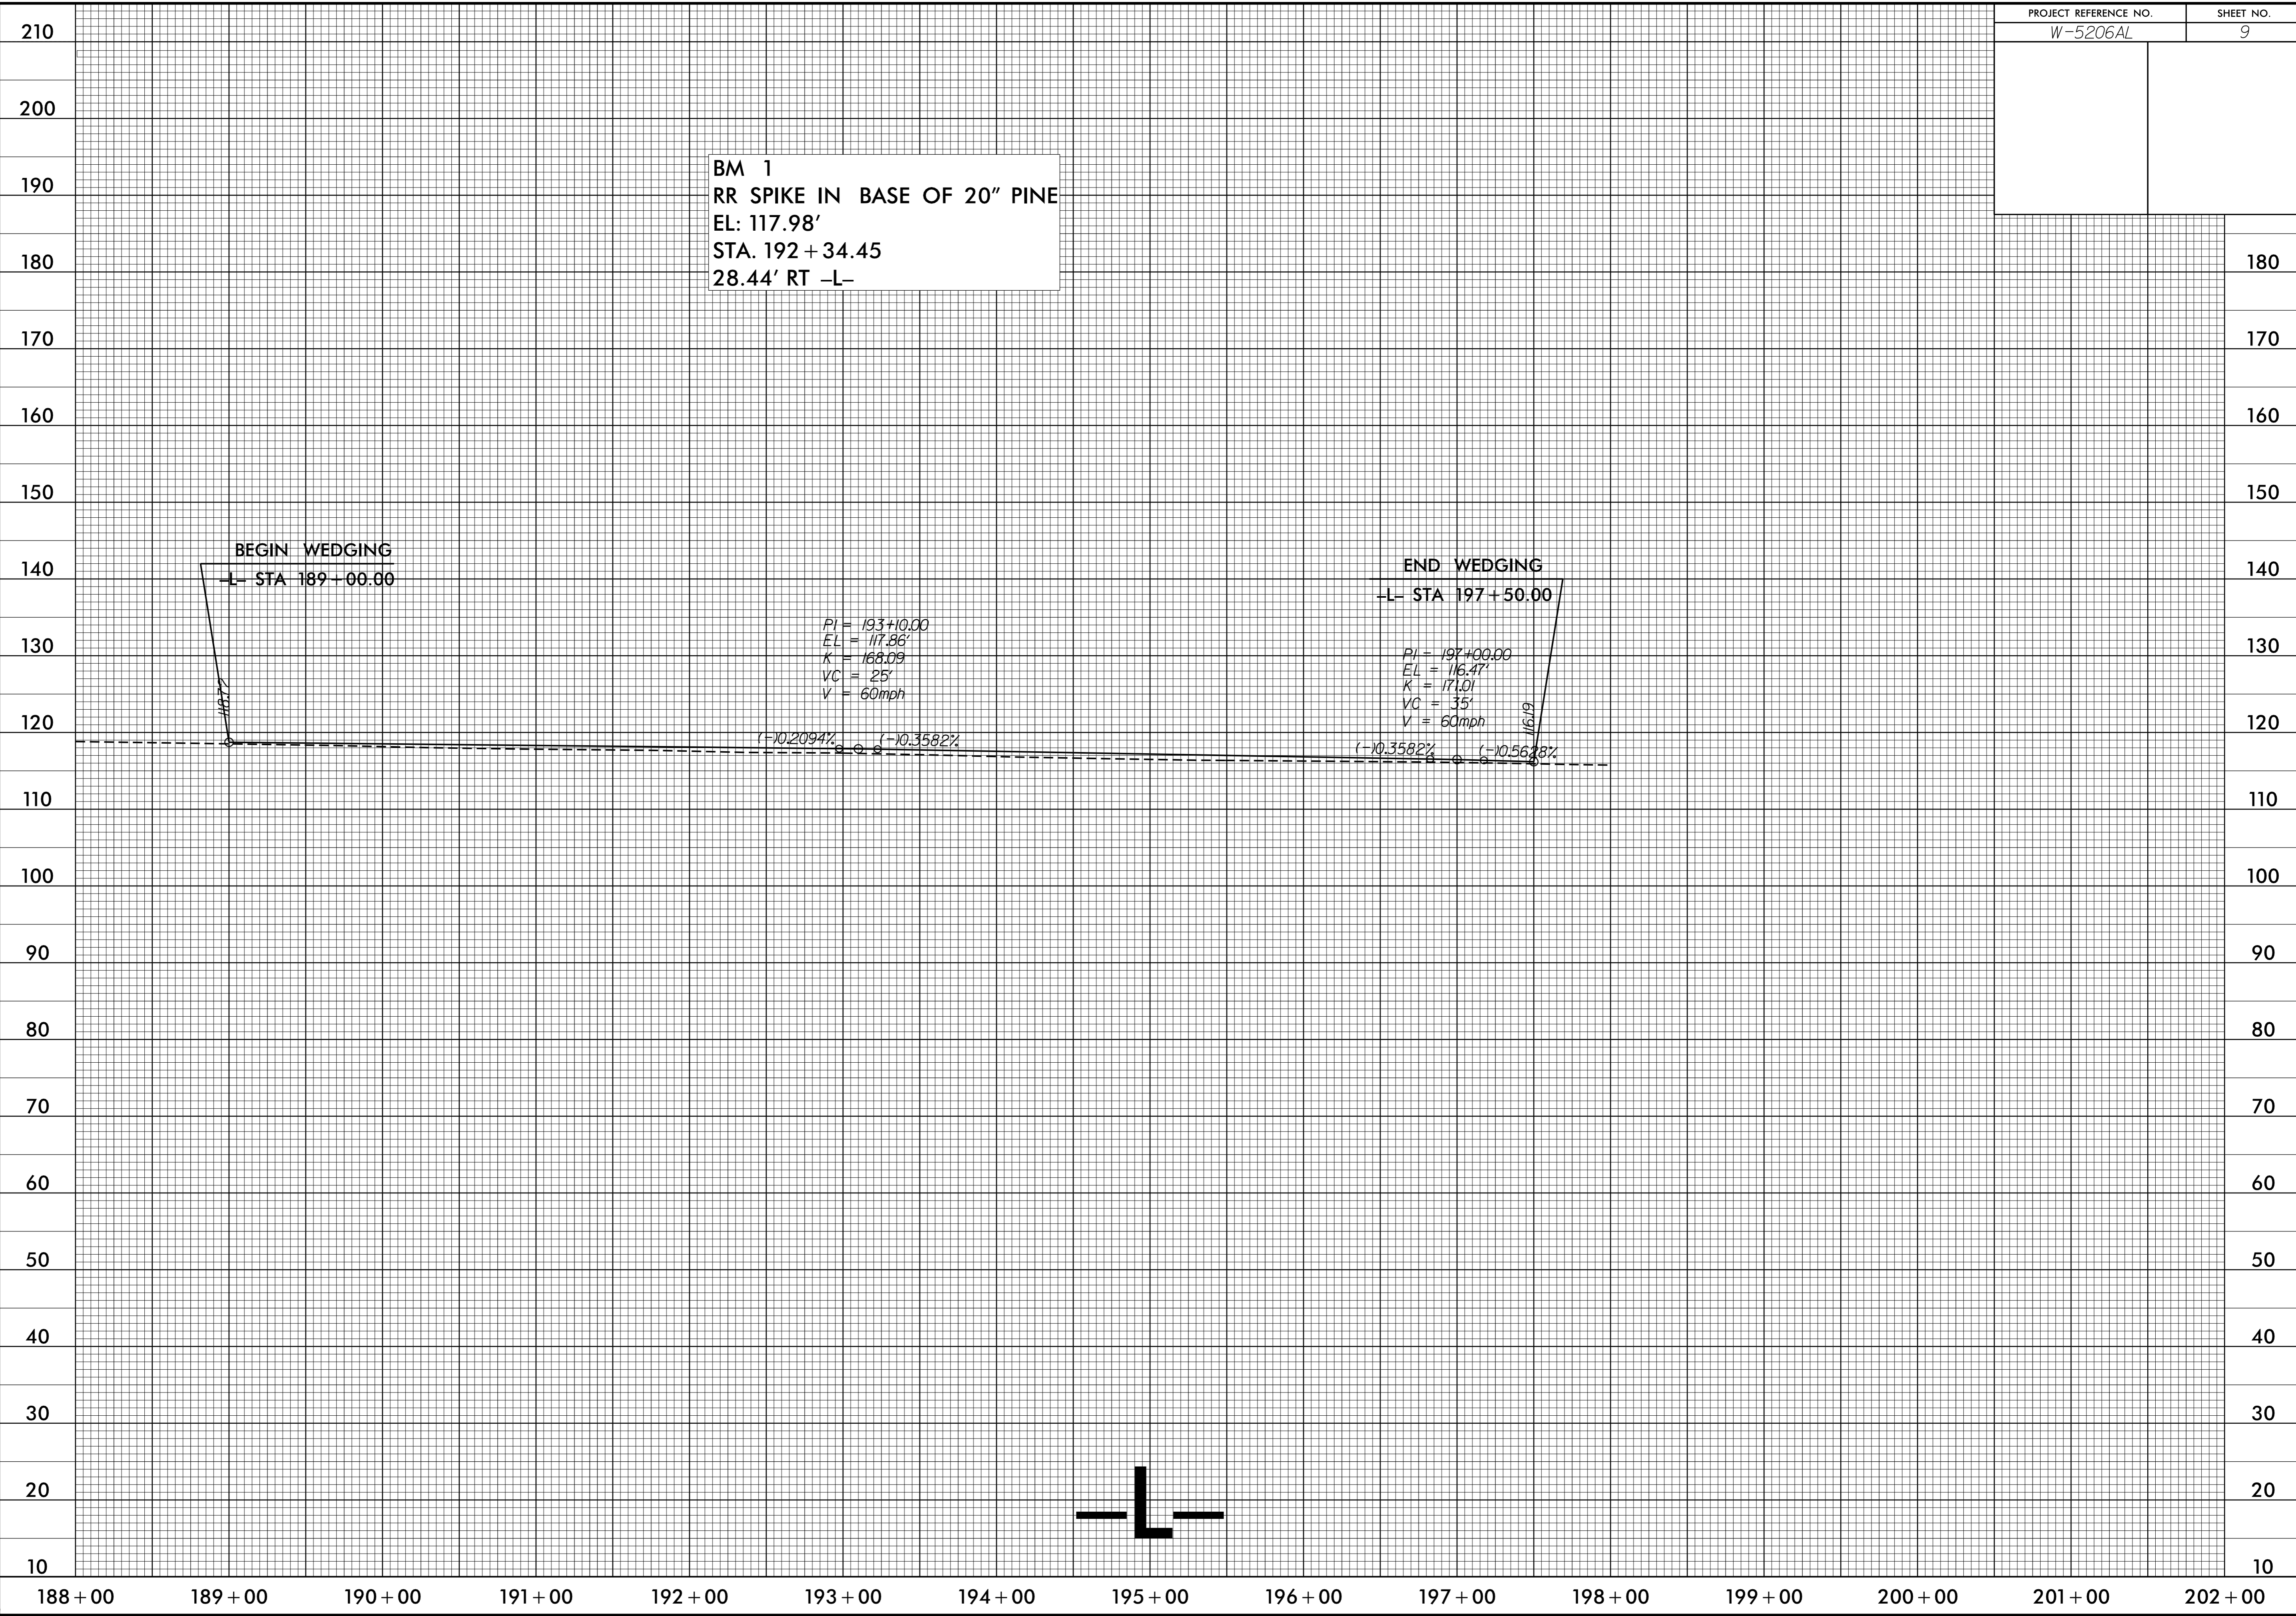 PROJECT REFERENCE NO. SHEET NO.
W-5206AL 9
210
200
190
180 180
170 170
160 160
150 150
140 140
130 130
120 120
110 110
100 100
90 90
80 80
70 70
60 60
50 50
40 40
30 30
20 20
10 10
BM 1
RR SPIKE IN BASE OF 20" PINE
EL: 117.98'
STA. 192+34.45
28.44' RT -L-
BEGIN WEDGING
-L- STA 189+00.00
118.72
PI = 193+10.00
EL = 117.86'
K = 168.09
VC = 25'
V = 60mph
(-)0.2094% (-)0.3582%
END WEDGING
-L- STA 197+50.00
PI = 197+00.00
EL = 116.47'
K = 171.01
VC = 35'
V = 60mph
116.19
(-)0.3582% (-)0.5628%
-L-
188+00 189+00 190+00 191+00 192+00 193+00 194+00 195+00 196+00 197+00 198+00 199+00 200+00 201+00 202+00